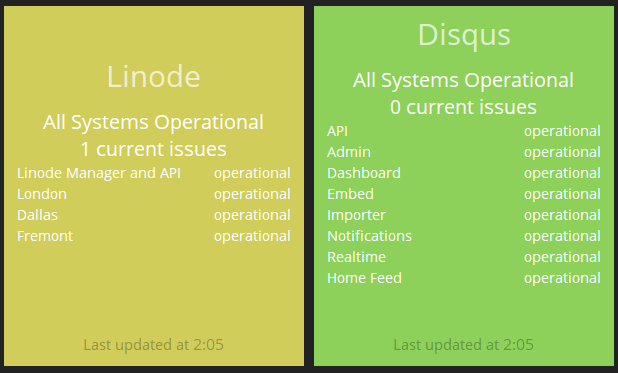 Linode
All Systems Operational
1 current issues
Linode Manager and API operational
London operational
Dallas operational
Fremont operational
Last updated at 2:05
Disqus
All Systems Operational
0 current issues
API operational
Admin operational
Dashboard operational
Embed operational
Importer operational
Notifications operational
Realtime operational
Home Feed operational
Last updated at 2:05